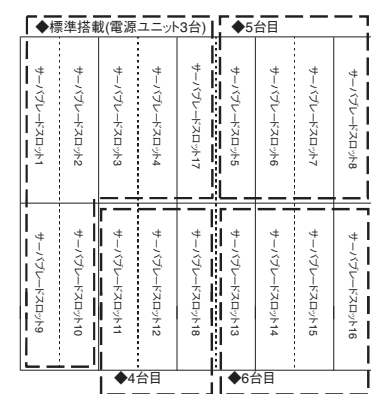 ◆標準搭載(電源ユニット3台)
◆5台目
サーバブレードスロット1
サーバブレードスロット2
サーバブレードスロット3
サーバブレードスロット4
サーバブレードスロット17
サーバブレードスロット5
サーバブレードスロット6
サーバブレードスロット7
サーバブレードスロット8
サーバブレードスロット9
サーバブレードスロット10
サーバブレードスロット11
サーバブレードスロット12
サーバブレードスロット18
サーバブレードスロット13
サーバブレードスロット14
サーバブレードスロット15
サーバブレードスロット16
◆4台目
◆6台目